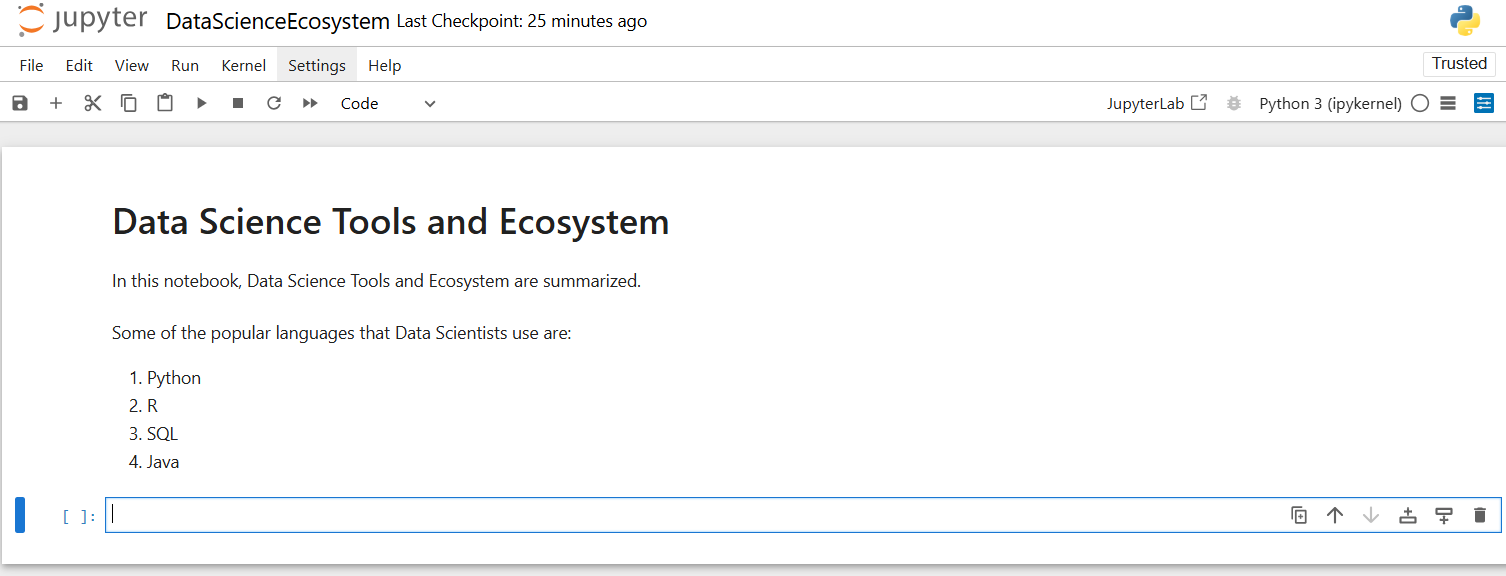 jupyter DataScienceEcosystem Last Checkpoint: 25 minutes ago
File Edit View Run Kernel Settings Help Trusted
Code JupyterLab Python 3 (ipykernel)
Data Science Tools and Ecosystem
In this notebook, Data Science Tools and Ecosystem are summarized.
Some of the popular languages that Data Scientists use are:
1. Python
2. R
3. SQL
4. Java
[ ]: